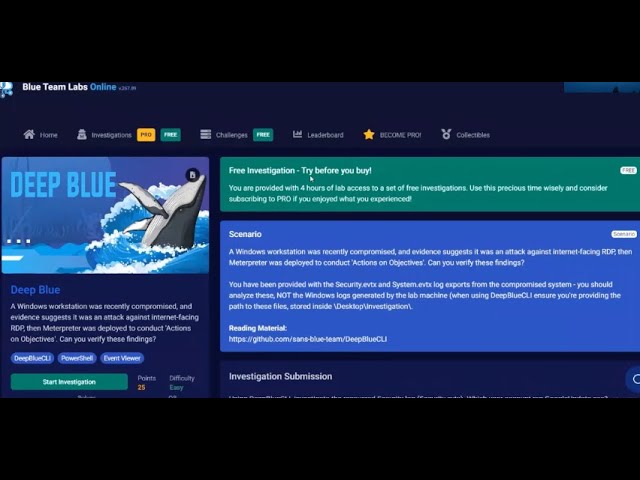 Blue Team Labs Online v.2.61.99
Home
Investigations PRO FREE
Challenges FREE
Leaderboard
BECOME PRO!
Collectibles
DEEP BLUE
Deep Blue
A Windows workstation was recently compromised, and
evidence suggests it was an attack against internet-facing
RDP, then Meterpreter was deployed to conduct 'Actions
on Objectives'. Can you verify these findings?
DeepBlueCLI PowerShell Event Viewer
Start Investigation
Points
25
Difficulty
Easy
Free Investigation - Try before you buy!
FREE
You are provided with 4 hours of lab access to a set of free investigations. Use this precious time wisely and consider
subscribing to PRO if you enjoyed what you experienced!
Scenario
Scenario
A Windows workstation was recently compromised, and evidence suggests it was an attack against internet-facing RDP, then
Meterpreter was deployed to conduct 'Actions on Objectives'. Can you verify these findings?
You have been provided with the Security.evtx and System.evtx log exports from the compromised system - you should
analyze these, NOT the Windows logs generated by the lab machine (when using DeepBlueCLI ensure you're providing the
path to these files, stored inside \Desktop\Investigation\.
Reading Material:
https://github.com/sans-blue-team/DeepBlueCLI
Investigation Submission